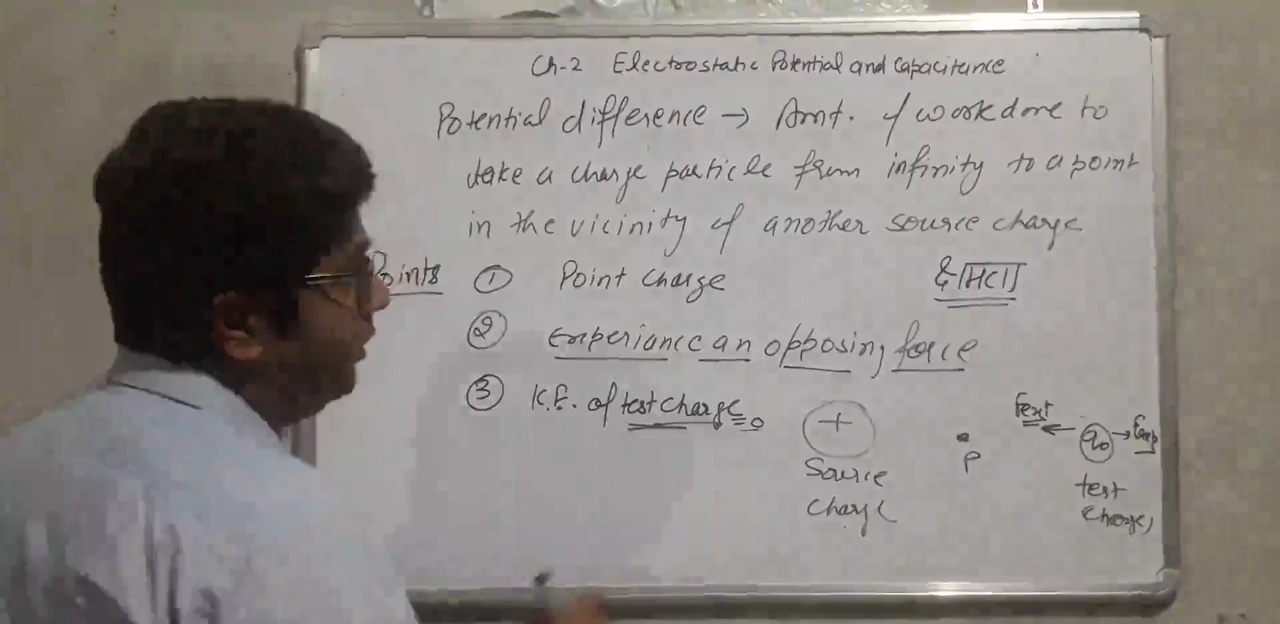 Ch-2 Electrostatic Potential and Capacitance
Potential difference → Amt. of work done to
take a charge particle from infinity to a point
in the vicinity of another source charge
Points ① Point Charge
② Experiance an opposing force
③ K.E. of test charge = 0
+
Source
Charge
P
Fext
q0
test
charge